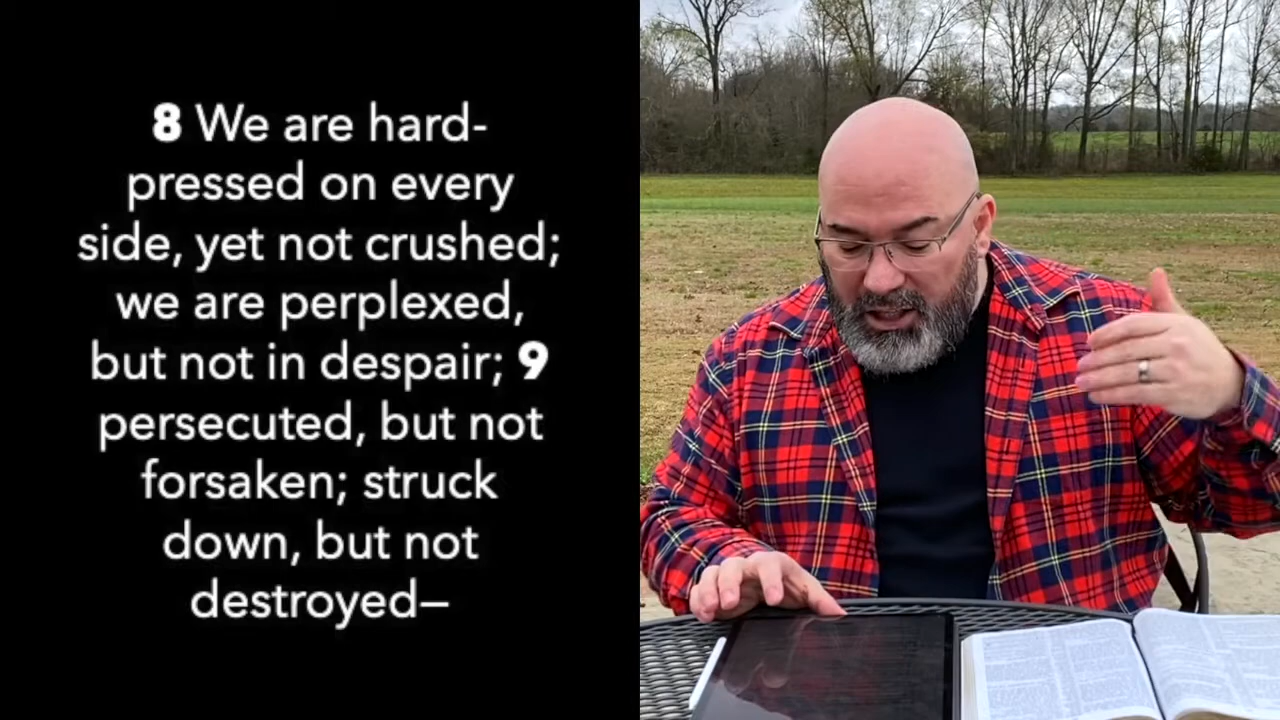 8 We are hard-
pressed on every
side, yet not crushed;
we are perplexed,
but not in despair; 9
persecuted, but not
forsaken; struck
down, but not
destroyed—